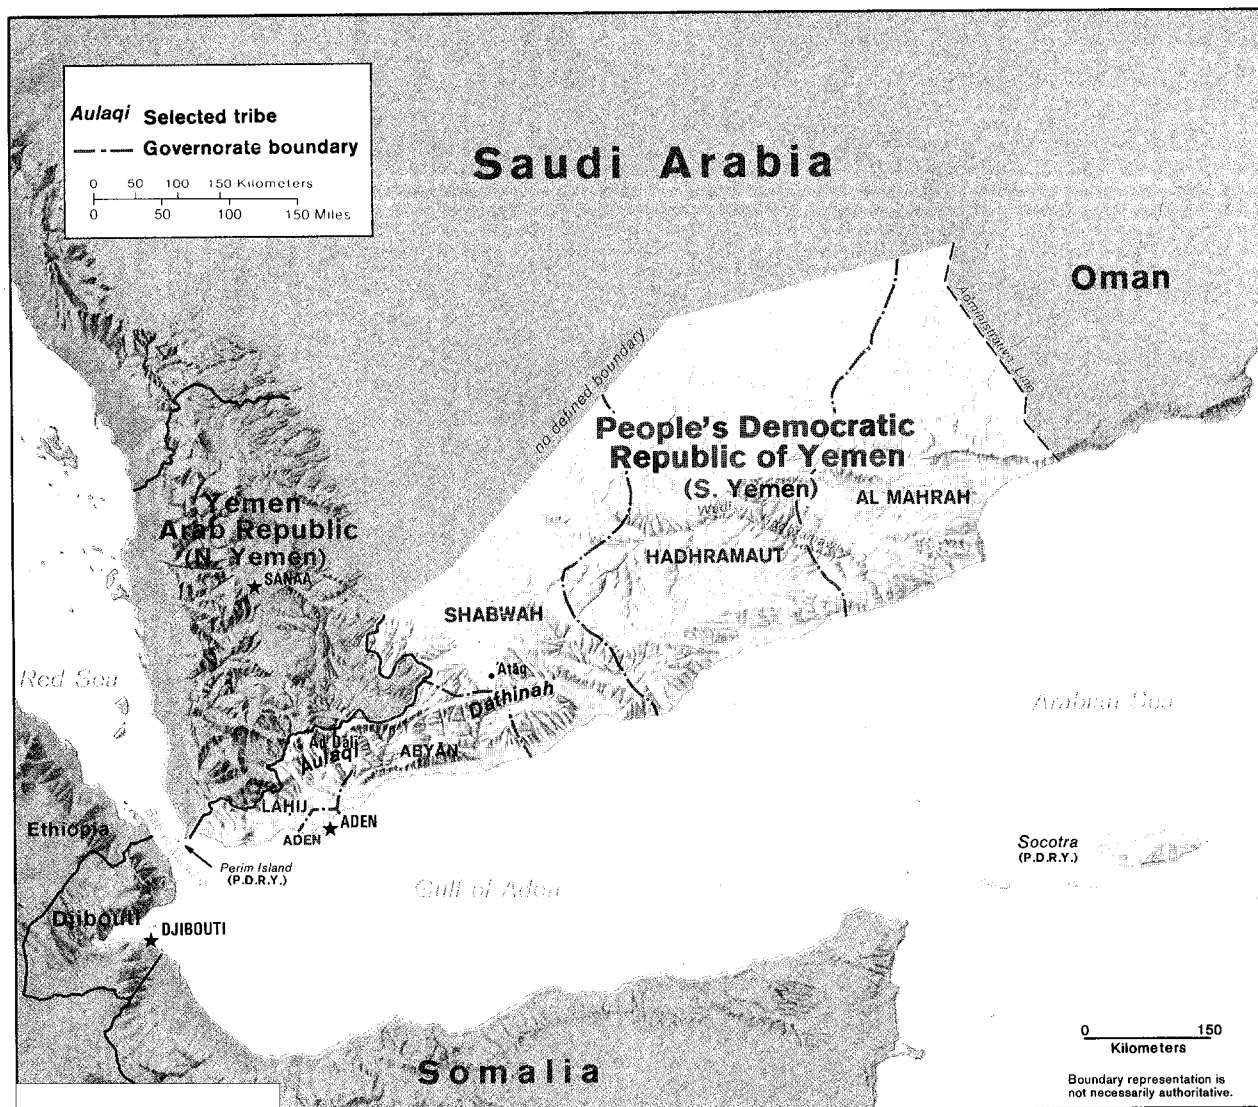 Aulaqi Selected tribe
Governorate boundary
0 50 100 150 Kilometers
0 50 100 150 Miles
Saudi Arabia
Oman
Administrative Line
no defined boundary
People's Democratic
Republic of Yemen
(S. Yemen)
Wadi
AL MAHRAH
HADHRAMAUT
Yemen
Arab Republic
(N. Yemen)
SANAA
SHABWAH
'Atāq
Dathinah
Red Sea
Arabian Sea
Aulaqi
ABYAN
LAHIJ
ADEN
ADEN
Ethiopia
Perim Island
(P.D.R.Y.)
Socotra
(P.D.R.Y.)
Gulf of Aden
Djibouti
DJIBOUTI
Somalia
0 150
Kilometers
Boundary representation is
not necessarily authoritative.